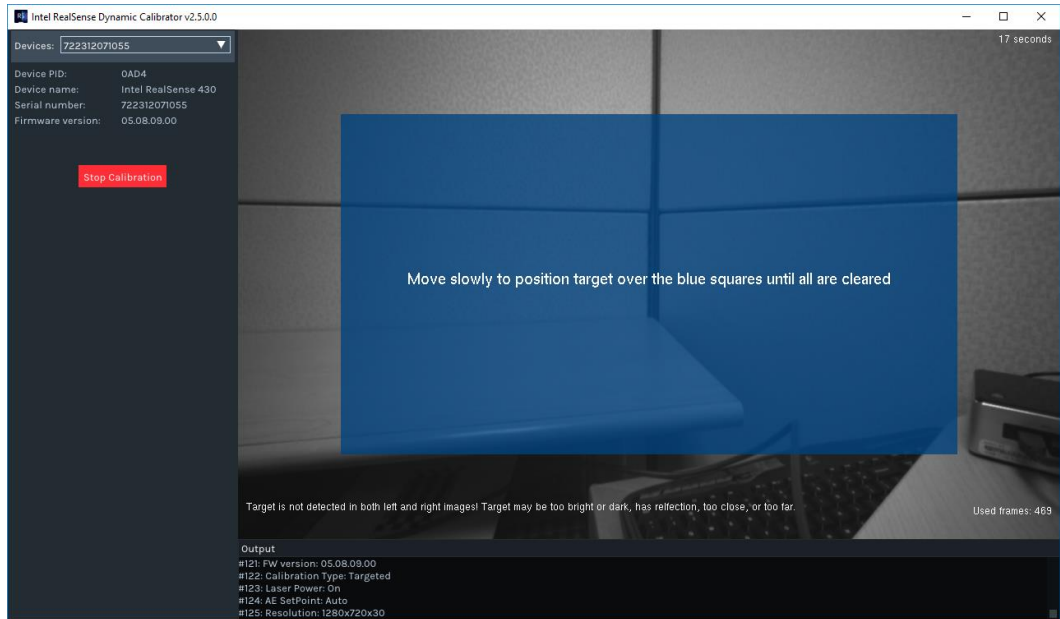 Intel RealSense Dynamic Calibrator v2.5.0.0
Devices: 722312071055
17 seconds
Device PID: 0AD4
Device name: Intel RealSense 430
Serial number: 722312071055
Firmware version: 05.08.09.00
Stop Calibration
Move slowly to position target over the blue squares until all are cleared
Target is not detected in both left and right images! Target may be too bright or dark, has relfection, too close, or too far.
Used frames: 469
Output
#121: FW version: 05.08.09.00
#122: Calibration Type: Targeted
#123: Laser Power: On
#124: AE SetPoint: Auto
#125: Resolution: 1280x720x30